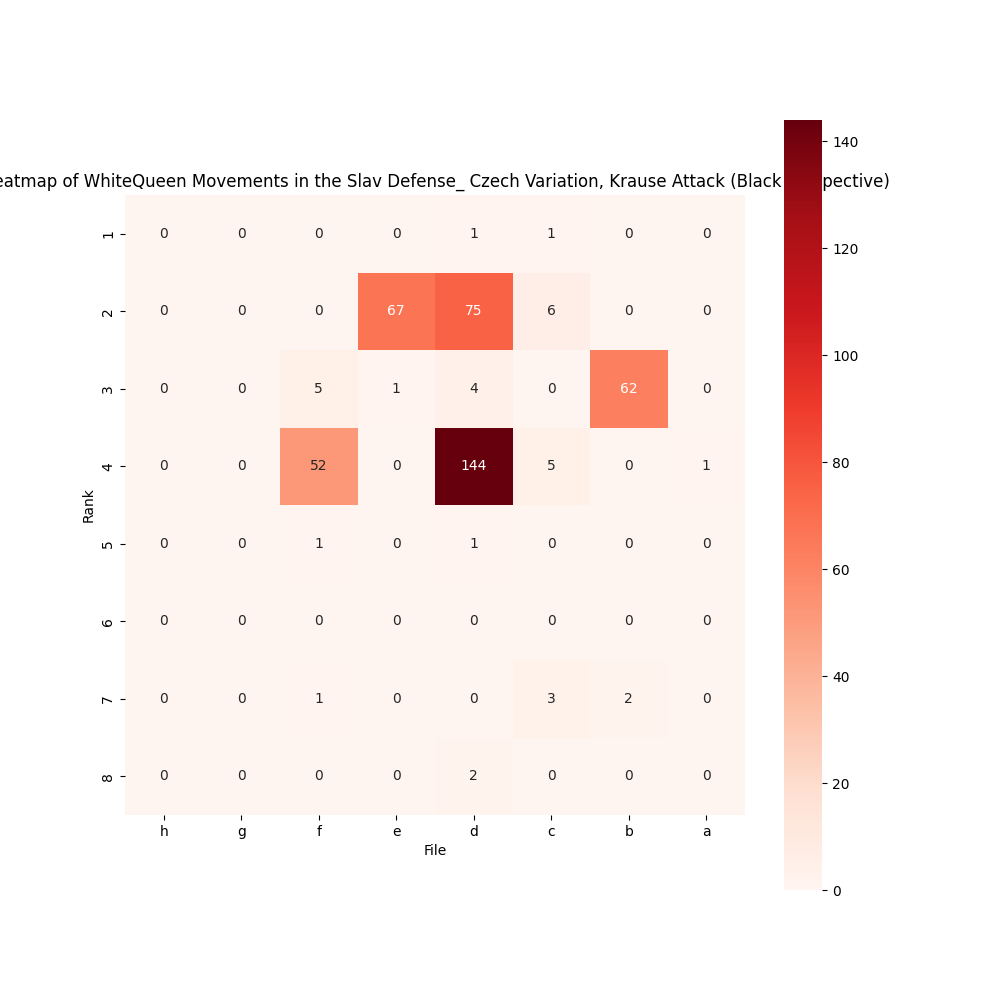 eatmap of WhiteQueen Movements in the Slav Defense_ Czech Variation, Krause Attack (Black pective)
1 0 0 0 0 1 1 0 0
2 0 0 0 67 75 6 0 0
3 0 0 5 1 4 0 62 0
4 0 0 52 0 144 5 0 1
5 0 0 1 0 1 0 0 0
6 0 0 0 0 0 0 0 0
7 0 0 1 0 0 3 2 0
8 0 0 0 0 2 0 0 0
h g f e d c b a
File
Rank
140
120
100
80
60
40
20
0